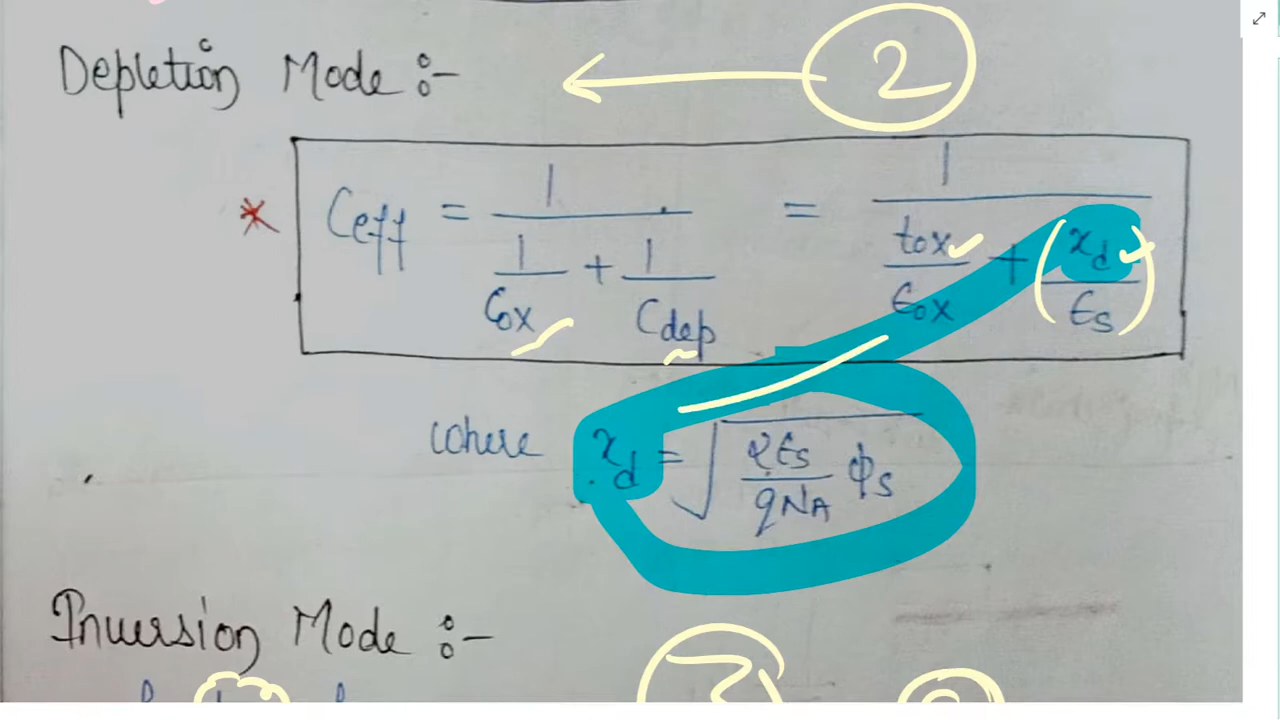 Depletion Mode :-
2
* Ceff = 1 / (1/Cox + 1/Cdep) = 1 / (tox/εox + (xd/εs))
where xd = √(2εs/qNA φs)
Inversion Mode :-
3